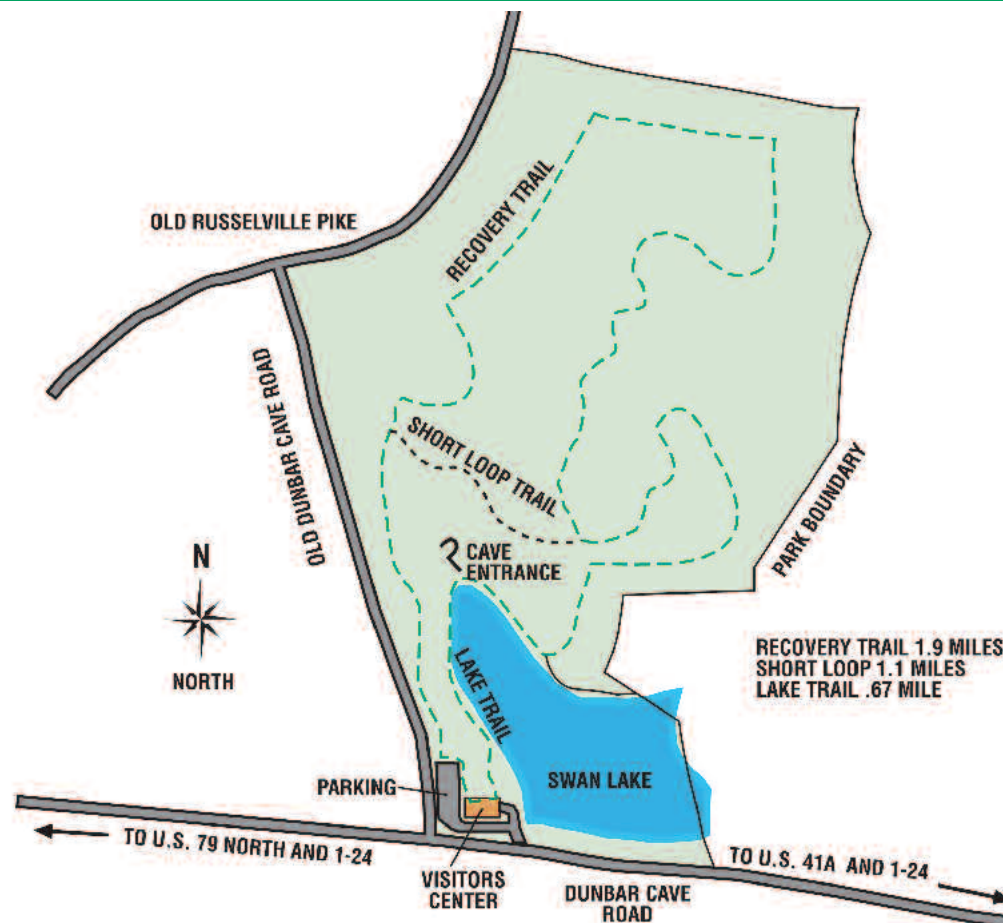 OLD RUSSELVILLE PIKE
RECOVERY TRAIL
OLD DUNBAR CAVE ROAD
SHORT LOOP TRAIL
CAVE
ENTRANCE
PARK BOUNDARY
N
NORTH
LAKE TRAIL
RECOVERY TRAIL 1.9 MILES
SHORT LOOP 1.1 MILES
LAKE TRAIL .67 MILE
PARKING
SWAN LAKE
TO U.S. 79 NORTH AND 1-24
VISITORS
CENTER
DUNBAR CAVE
ROAD
TO U.S. 41A AND 1-24